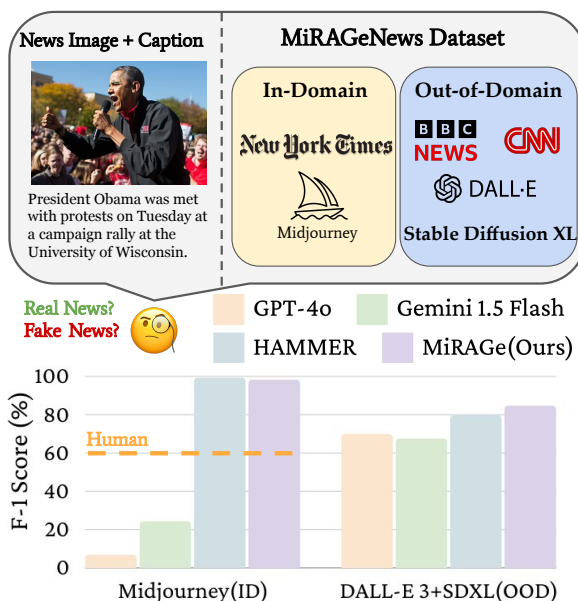 News Image + Caption
President Obama was met
with protests on Tuesday at
a campaign rally at the
University of Wisconsin.
MiRAGeNews Dataset
In-Domain
New York Times
Midjourney
Out-of-Domain
BBC
NEWS
CNN
DALL·E
Stable Diffusion XL
Real News?
Fake News?
GPT-4o
Gemini 1.5 Flash
HAMMER
MiRAGe(Ours)
F-1 Score (%)
100
80
60
40
20
0
Human
Midjourney(ID)
DALL-E 3+SDXL(OOD)